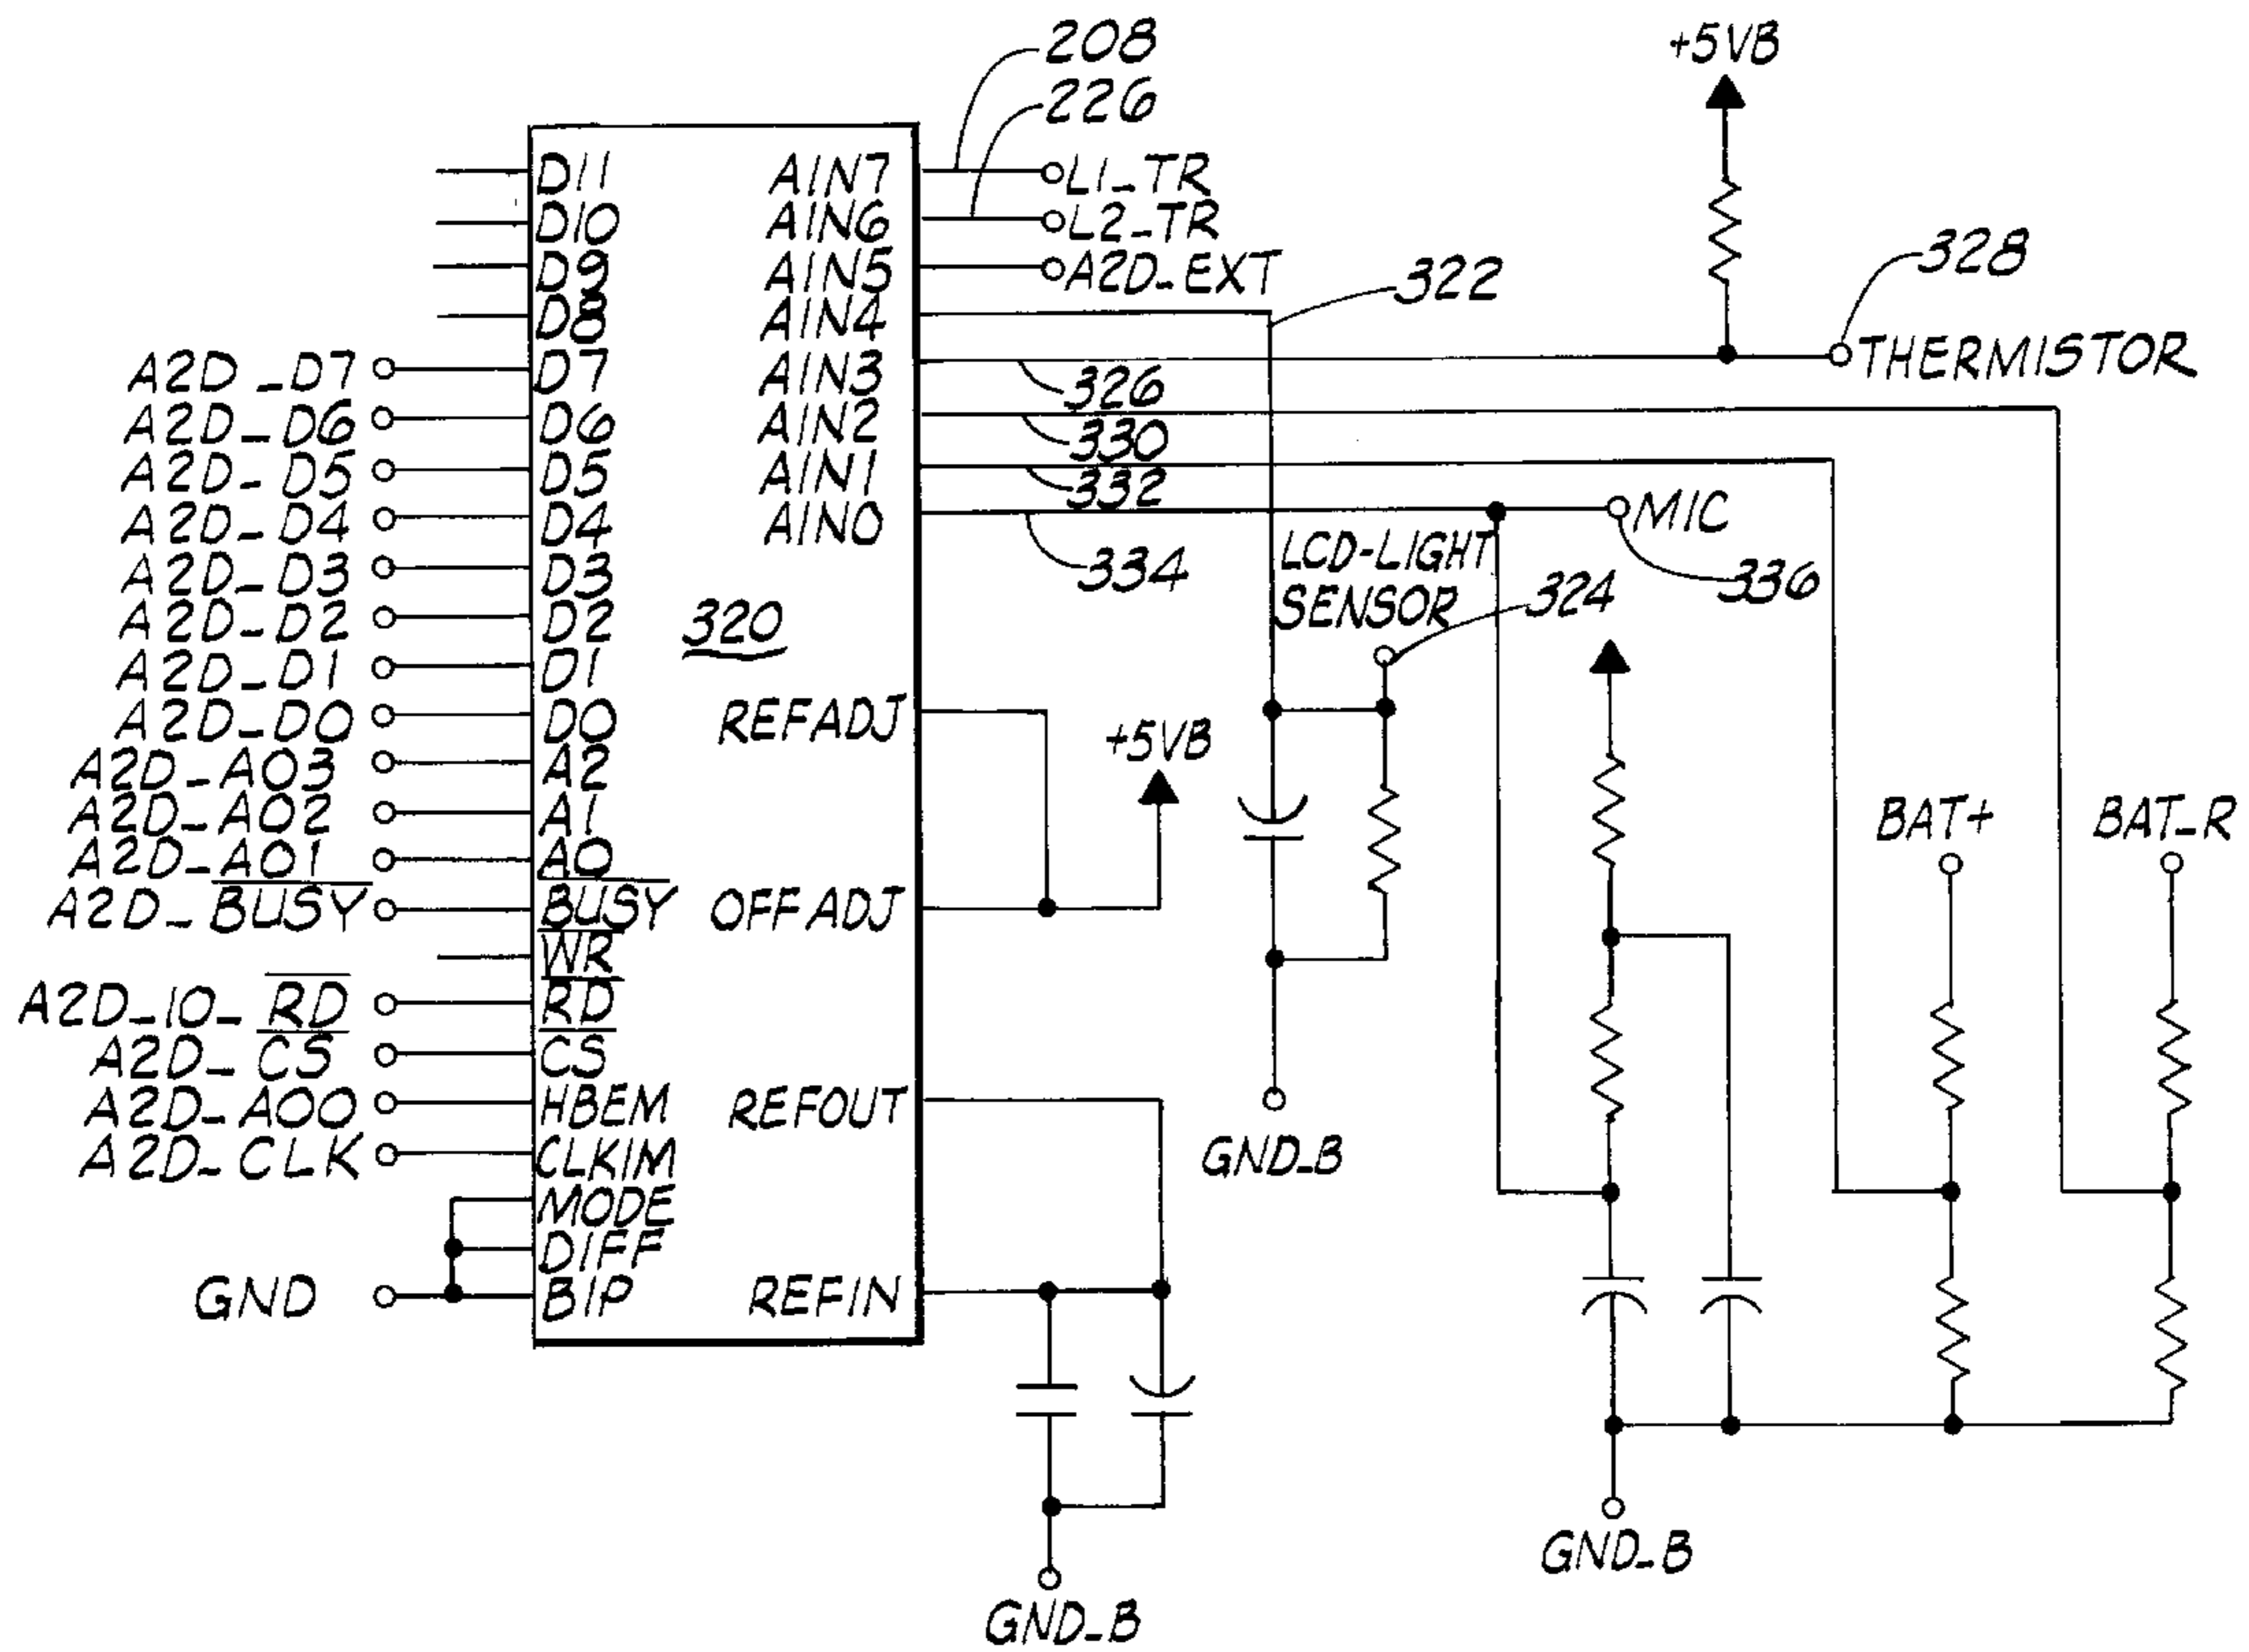 208
+5VB
226
D11 AIN7 L1_TR
D10 AIN6 L2_TR
D9 AIN5 A2D_EXT 322 328
D8 AIN4
A2D_D7 D7 AIN3 326 THERMISTOR
A2D_D6 D6 AIN2 330
A2D_D5 D5 AIN1 332
A2D_D4 D4 AIN0 MIC
A2D_D3 D3 334 LCD-LIGHT 336
A2D_D2 D2 320 SENSOR 324
A2D_D1 D1
A2D_D0 D0 REFADJ +5VB
A2D_A03 A2
A2D_A02 A1 BAT+ BAT_R
A2D_A01 A0
A2D_BUSY BUSY OFFADJ
WR
A2D_IO_RD RD
A2D_CS CS
A2D_A00 HBEM REFOUT
A2D_CLK CLKIM GND_B
MODE
DIFF
GND BIP REFIN
GND_B
GND_B